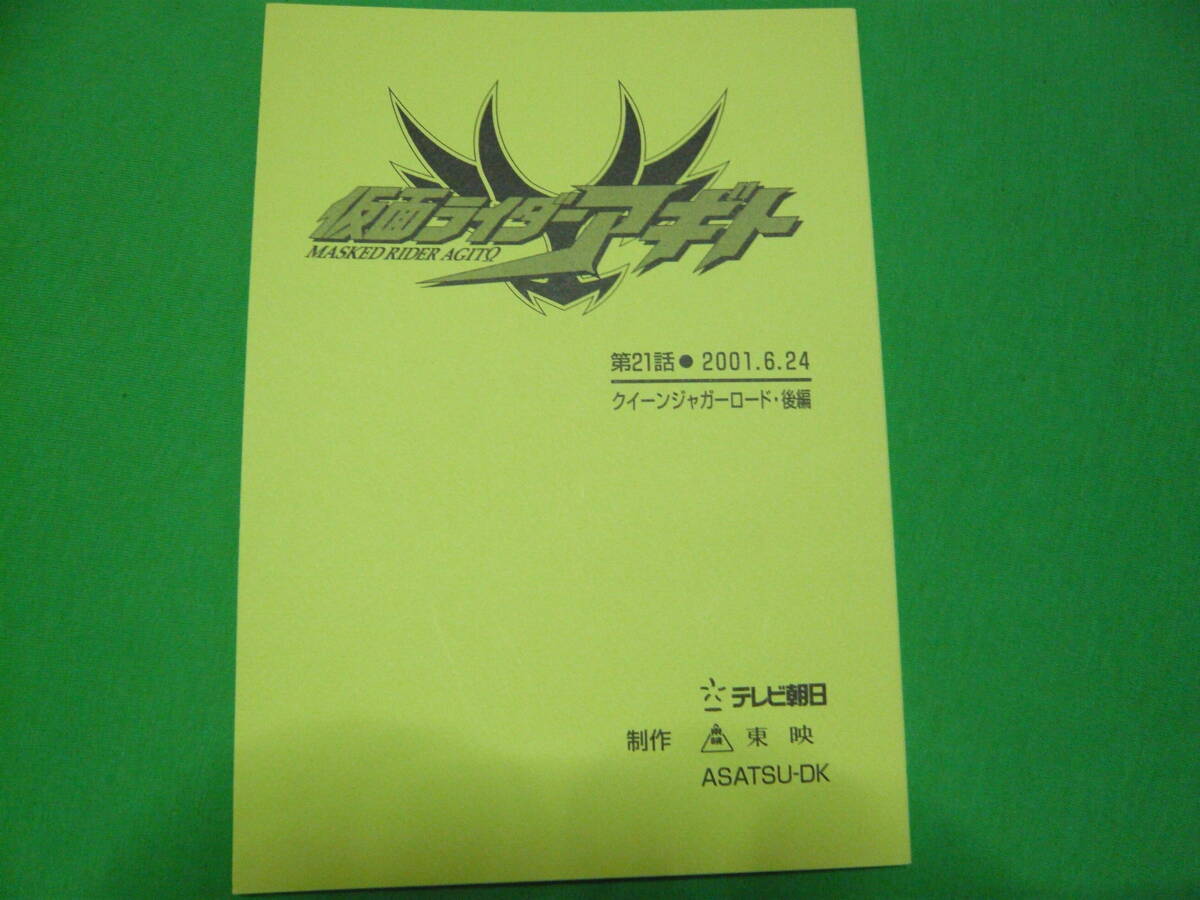 仮面ライダーアギト
MASKED RIDER AGITΩ
第21話●2001.6.24
クイーンジャガーロード・後編
テレビ朝日
制作 東映 東映
ASATSU-DK